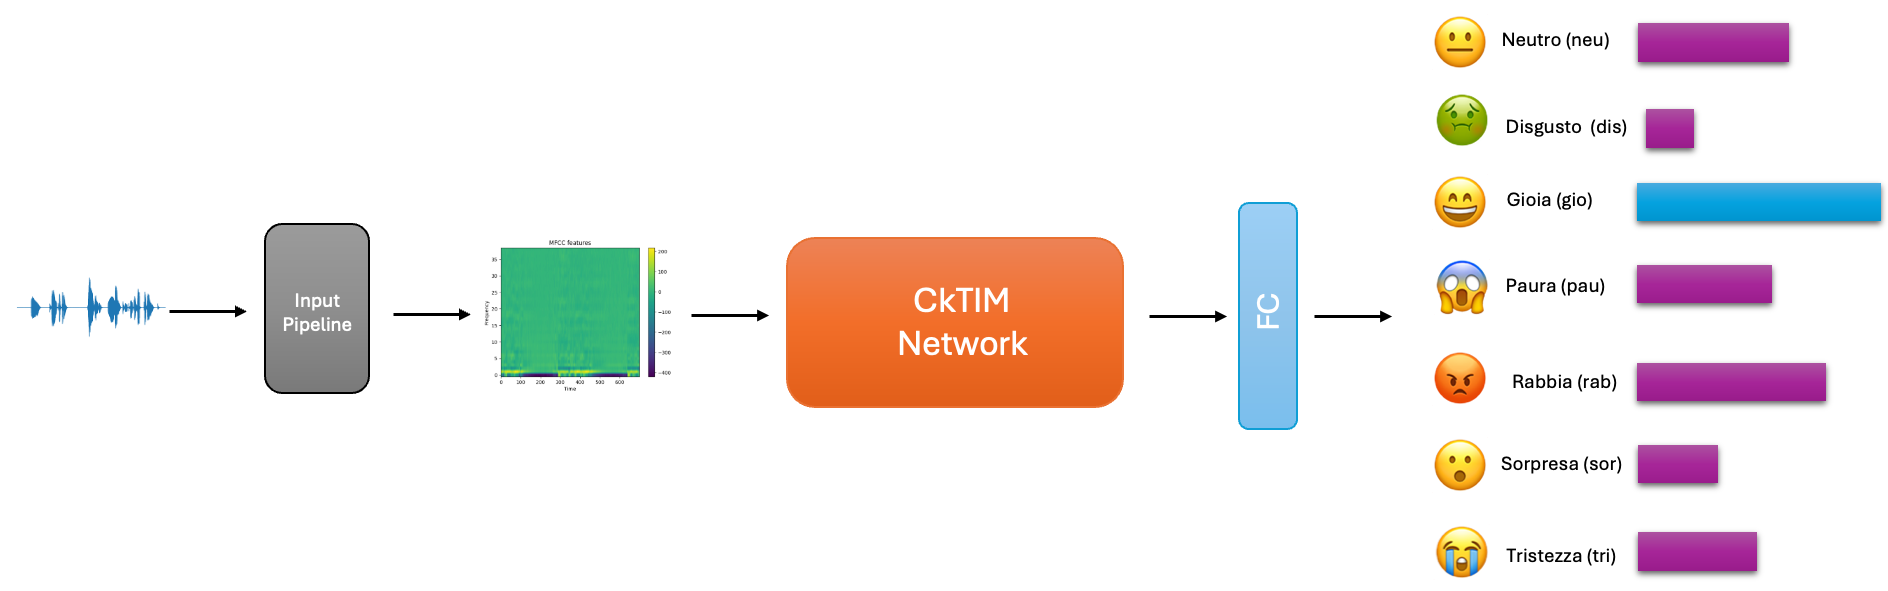 Input
Pipeline
MFCC features
Frequency
35
30
25
20
15
10
5
0
0 100 200 300 400 500 600
Time
200
100
0
−100
−200
−300
−400
CkTIM
Network
FC
Neutro (neu)
Disgusto (dis)
Gioia (gio)
Paura (pau)
Rabbia (rab)
Sorpresa (sor)
Tristezza (tri)